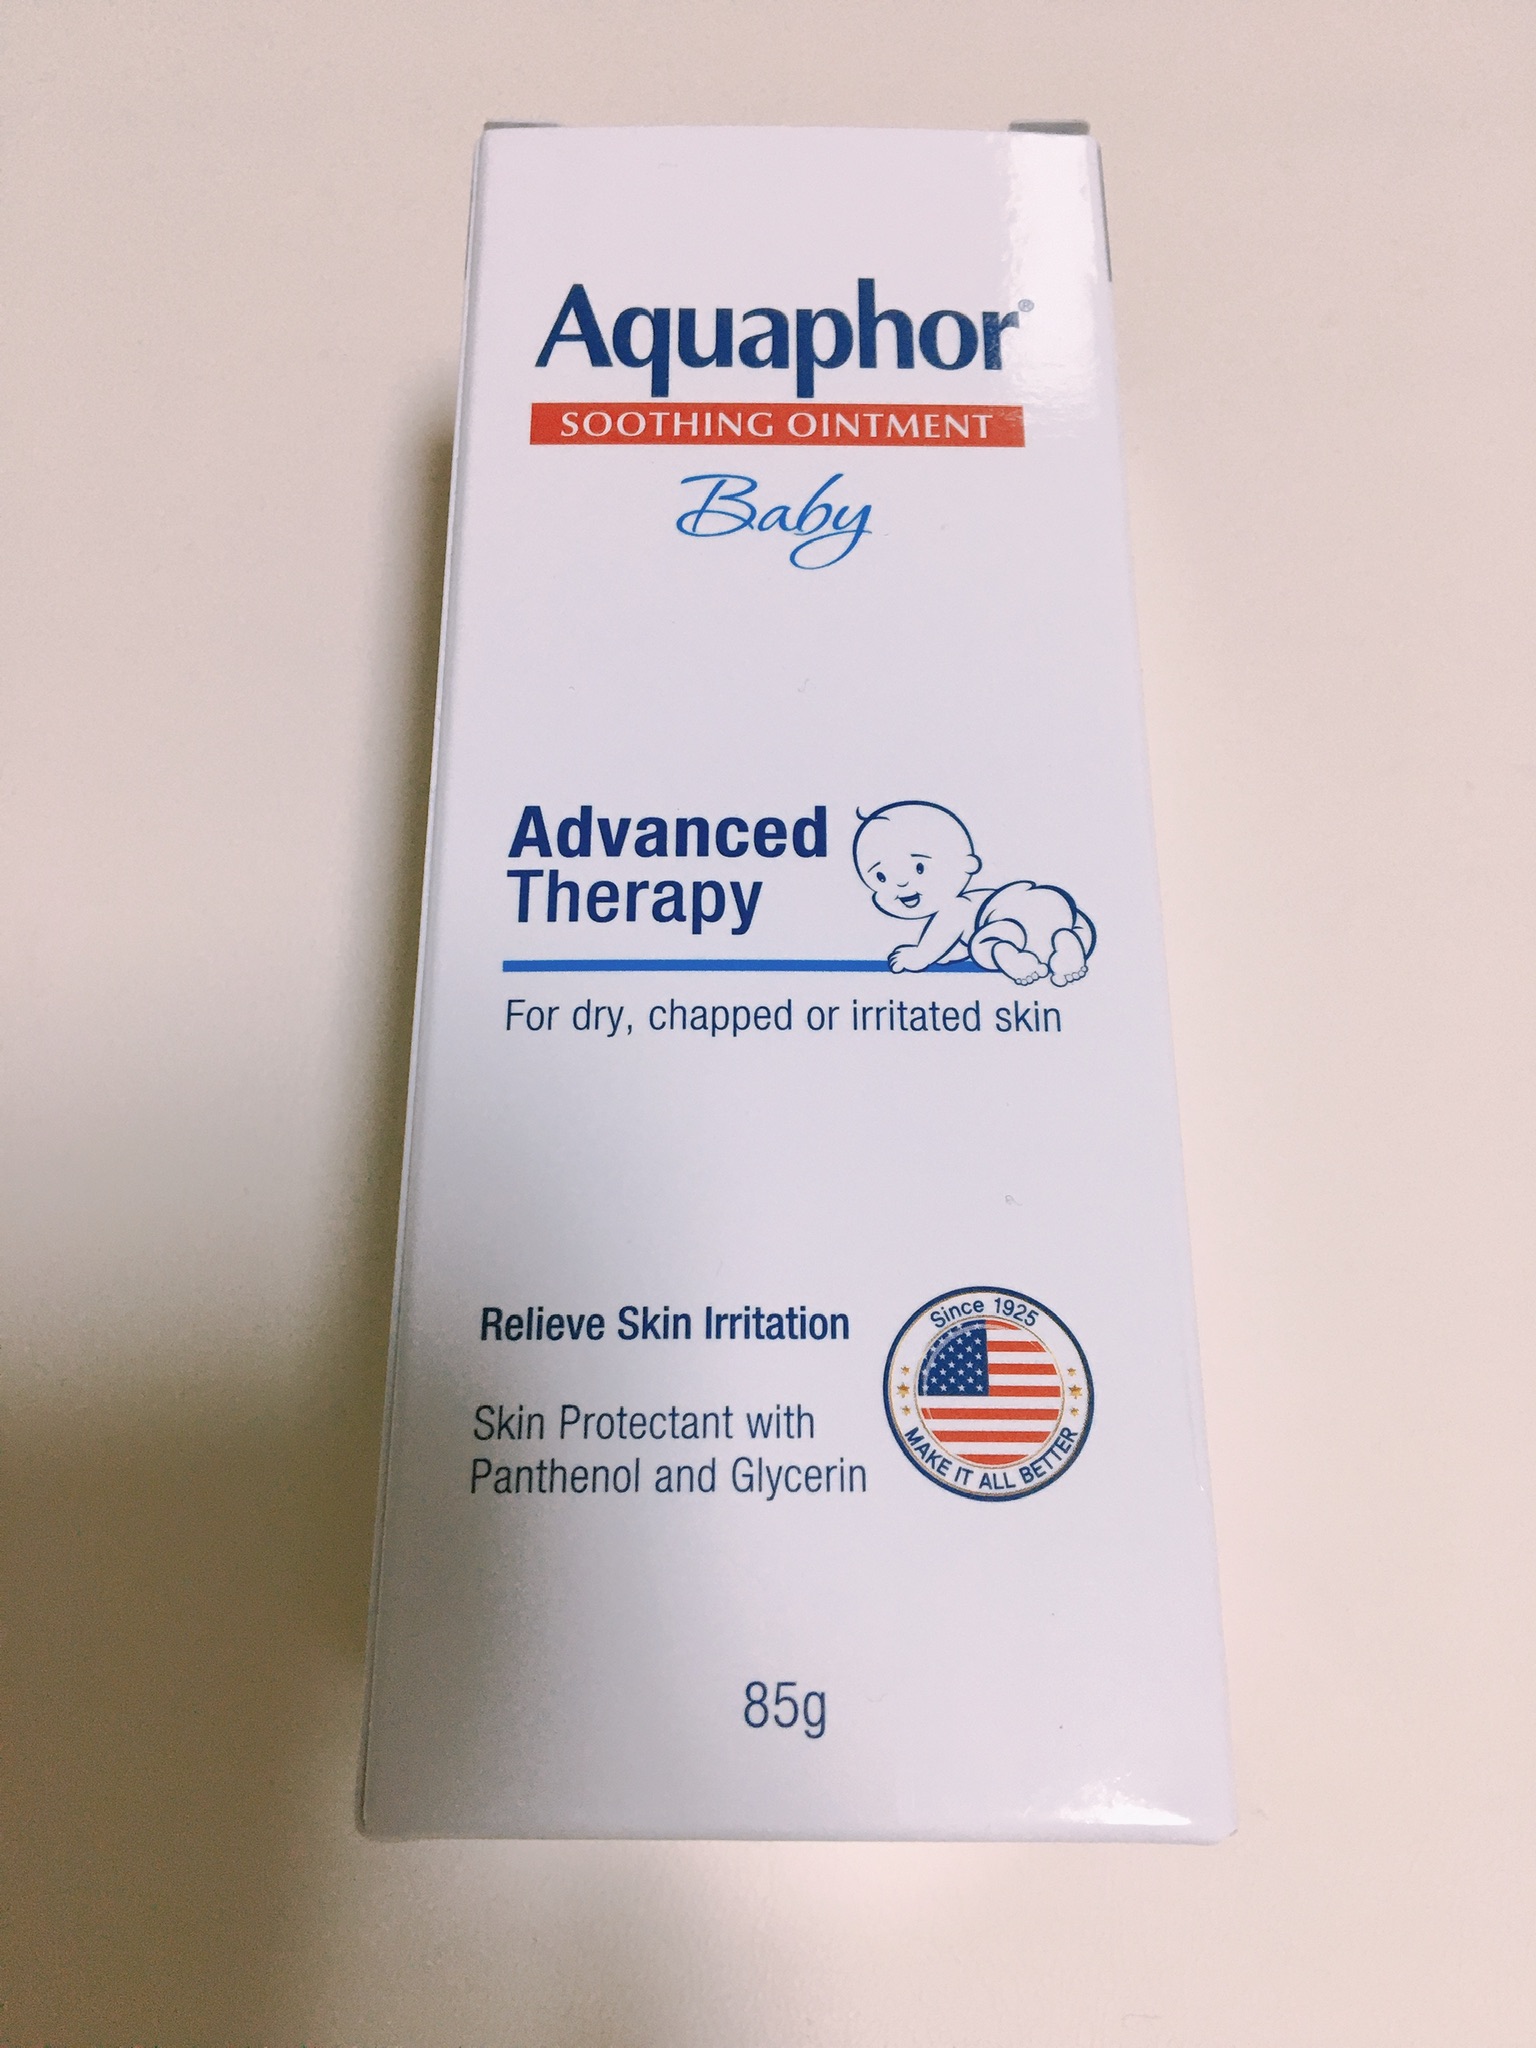 Aquaphor®
SOOTHING OINTMENT
Baby
Advanced
Therapy
For dry, chapped or irritated skin
Relieve Skin Irritation
Skin Protectant with
Panthenol and Glycerin
Since 1925
MAKE IT ALL BETTER
85g